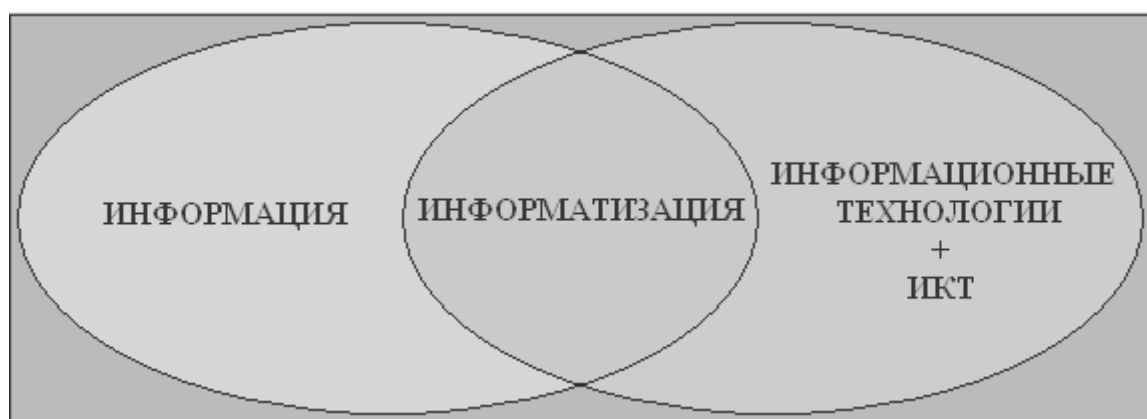 ИНФОРМАЦИЯ
ИНФОРМАТИЗАЦИЯ
ИНФОРМАЦИОННЫЕ
ТЕХНОЛОГИИ
+
ИКТ